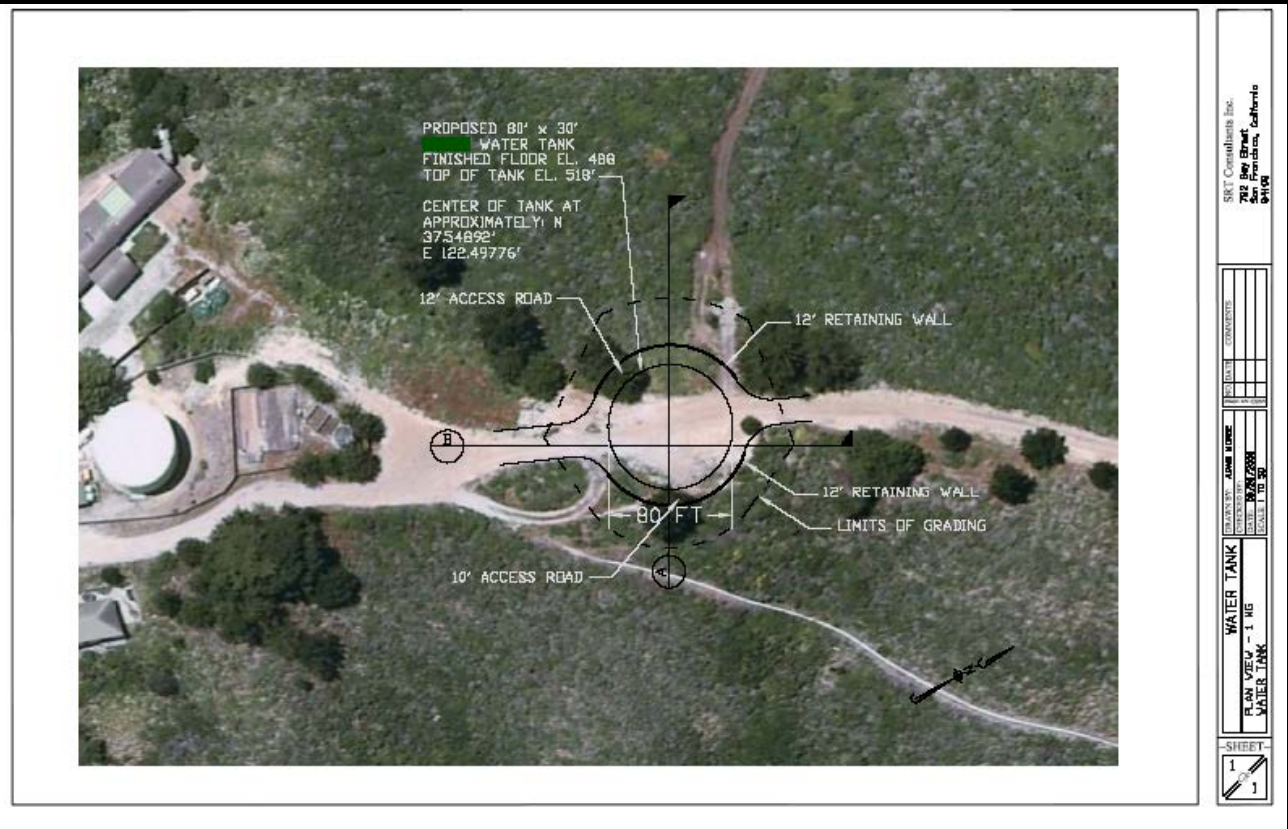 PROPOSED 80' x 30'
WATER TANK
FINISHED FLOOR EL. 488
TOP OF TANK EL. 518'
CENTER OF TANK AT
APPROXIMATELY: N
37.54892'
E 122.49776'
12' ACCESS ROAD
12' RETAINING WALL
B
12' RETAINING WALL
80 FT
LIMITS OF GRADING
10' ACCESS ROAD
A
SRT Consultants Inc.
792 Bay Street
San Francisco, California
NO.
DATE
COMMENTS
DRAWN BY:
CHECKED BY:
DATE:
SCALE: 1 TO 50
WATER TANK
PLAN VIEW - 1 MG
WATER TANK
SHEET
1
OF
1